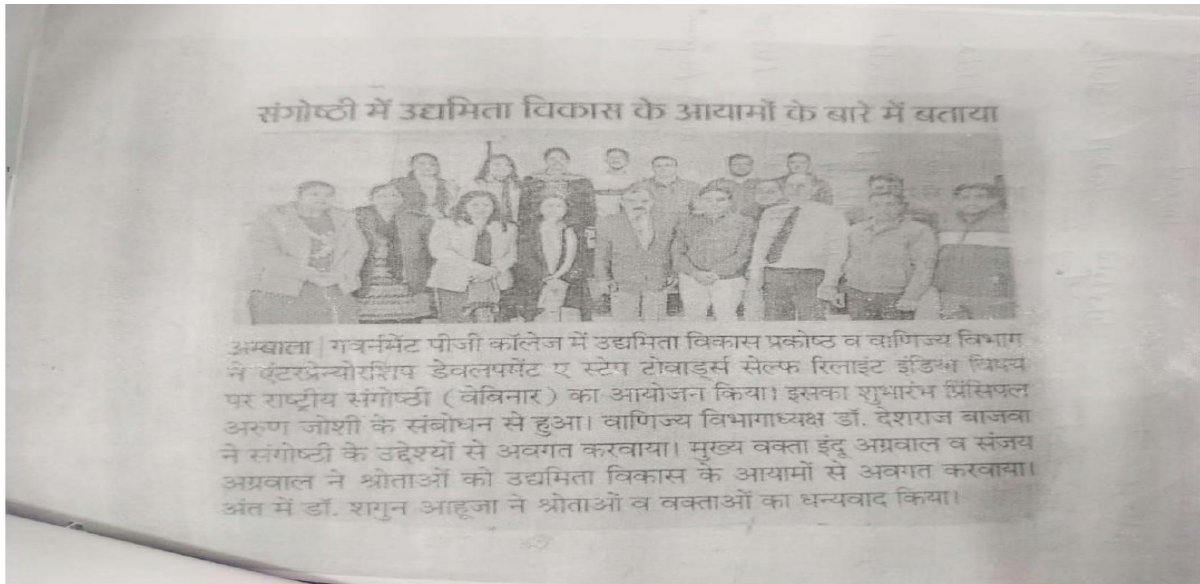 संगोष्ठी में उद्यमिता विकास के आयामों के बारे में बताया
अम्बाला | गवर्नमेंट पीजी कॉलेज में उद्यमिता विकास प्रकोष्ठ व वाणिज्य विभाग
ने एंटरप्रेन्योरशिप डेवलपमेंट ए स्टेप टोवार्ड्स सेल्फ रिलाइंट इंडिया विषय
पर राष्ट्रीय संगोष्ठी (वेबिनार) का आयोजन किया। इसका शुभारंभ प्रिंसिपल
अरुण जोशी के संबोधन से हुआ। वाणिज्य विभागाध्यक्ष डॉ. देशराज बाजवा
ने संगोष्ठी के उद्देश्यों से अवगत करवाया। मुख्य वक्ता इंदू अग्रवाल व संजय
अग्रवाल ने श्रोताओं को उद्यमिता विकास के आयामों से अवगत करवाया।
अंत में डॉ. शगुन आहूजा ने श्रोताओं व वक्ताओं का धन्यवाद किया।